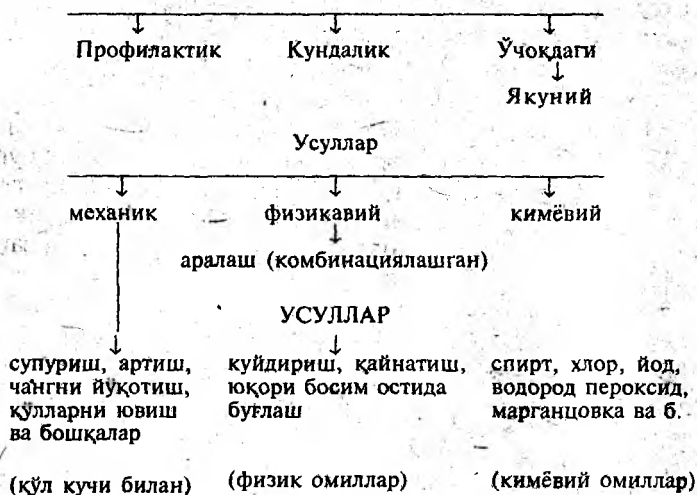 Профилактик Кундалик Ўчоқдаги
Якуний
Усуллар
механик физикавий кимёвий
аралаш (комбинациялашган)
УСУЛЛАР
супуриш, артиш,
чангни йўқотиш,
қўлларни ювиш
ва бошқалар
(қўл кучи билан)
куйдириш, қайнатиш,
юқори босим остида
буғлаш
(физик омиллар)
спирт, хлор, йод,
водород пероксид,
марганцовка ва б.
(кимёвий омиллар)